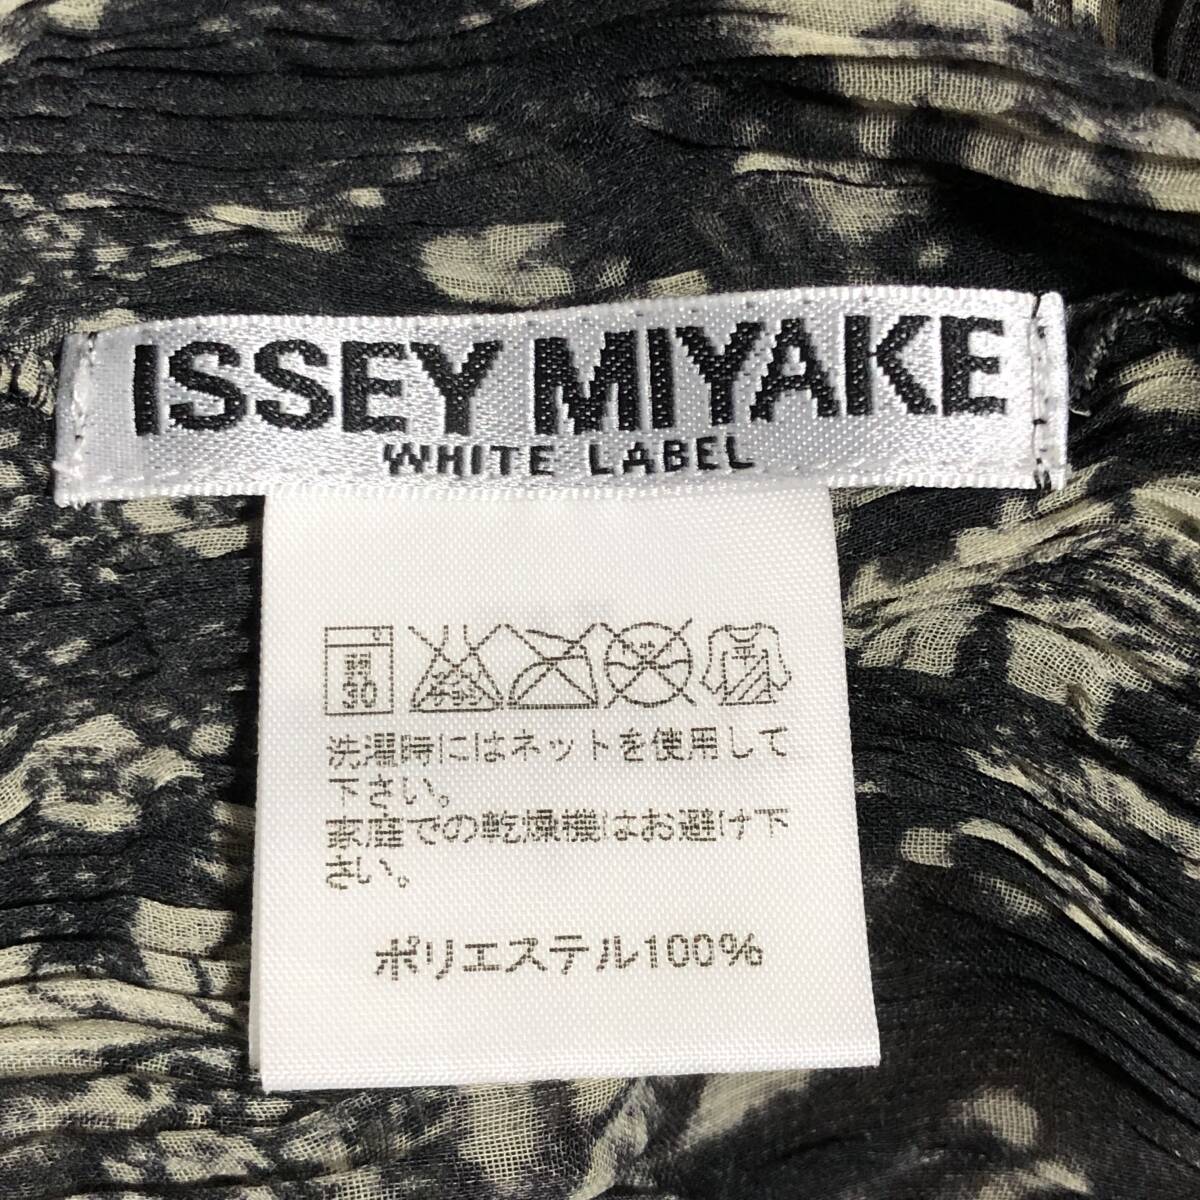 ISSEY MIYAKE
WHITE LABEL
弱
30
洗濯時にはネットを使用して
下さい。
家庭での乾燥機はお避け下
さい。
ポリエステル100%